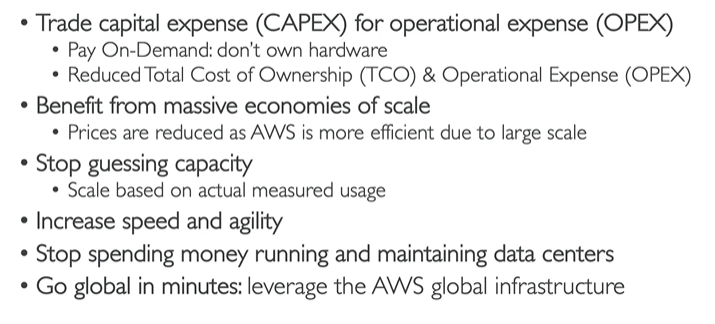 • Trade capital expense (CAPEX) for operational expense (OPEX)
• Pay On-Demand: don't own hardware
• Reduced Total Cost of Ownership (TCO) & Operational Expense (OPEX)
• Benefit from massive economies of scale
• Prices are reduced as AWS is more efficient due to large scale
• Stop guessing capacity
• Scale based on actual measured usage
• Increase speed and agility
• Stop spending money running and maintaining data centers
• Go global in minutes: leverage the AWS global infrastructure